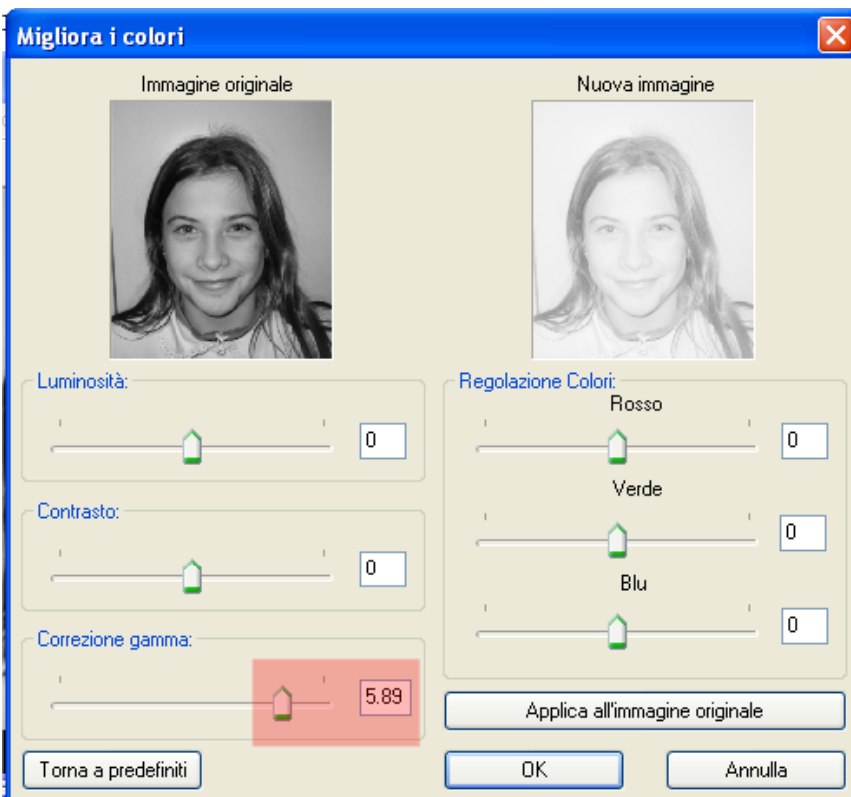 Migliora i colori
Immagine originale
Nuova immagine
Luminosità:
0
Contrasto:
0
Correzione gamma:
5.89
Regolazione Colori:
Rosso
0
Verde
0
Blu
0
Applica all'immagine originale
Torna a predefiniti
OK
Annulla